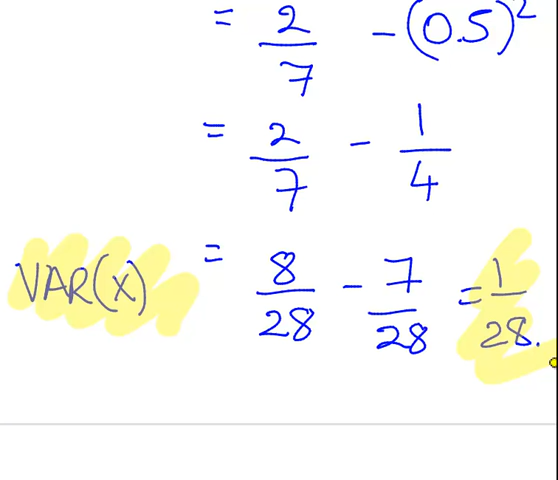 = 2/7 - (0.5)²
= 2/7 - 1/4
VAR(X) = 8/28 - 7/28 = 1/28.